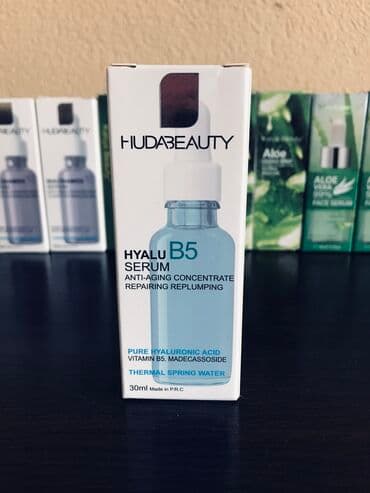 HUDABEAUTY
HYALU B5
SERUM
ANTI-AGING CONCENTRATE
REPAIRING REPLUMPING
PURE HYALURONIC ACID
VITAMIN B5. MADECASSOSIDE
THERMAL SPRING WATER
30ml Made in P.R.C
HUDABEAUTY
Aloe
ALOE
VERA
99%
FACE SERUM